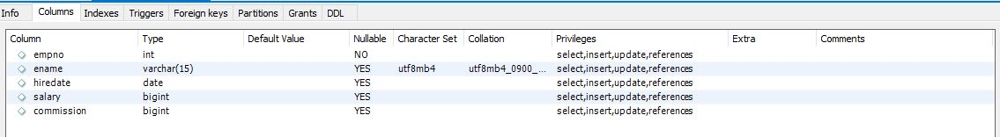 Info Columns Indexes Triggers Foreign keys Partitions Grants DDL
Column Type Default Value Nullable Character Set Collation Privileges Extra Comments
empno int NO select,insert,update,references
ename varchar(15) YES utf8mb4 utf8mb4_0900_... select,insert,update,references
hiredate date YES select,insert,update,references
salary bigint YES select,insert,update,references
commission bigint YES select,insert,update,references